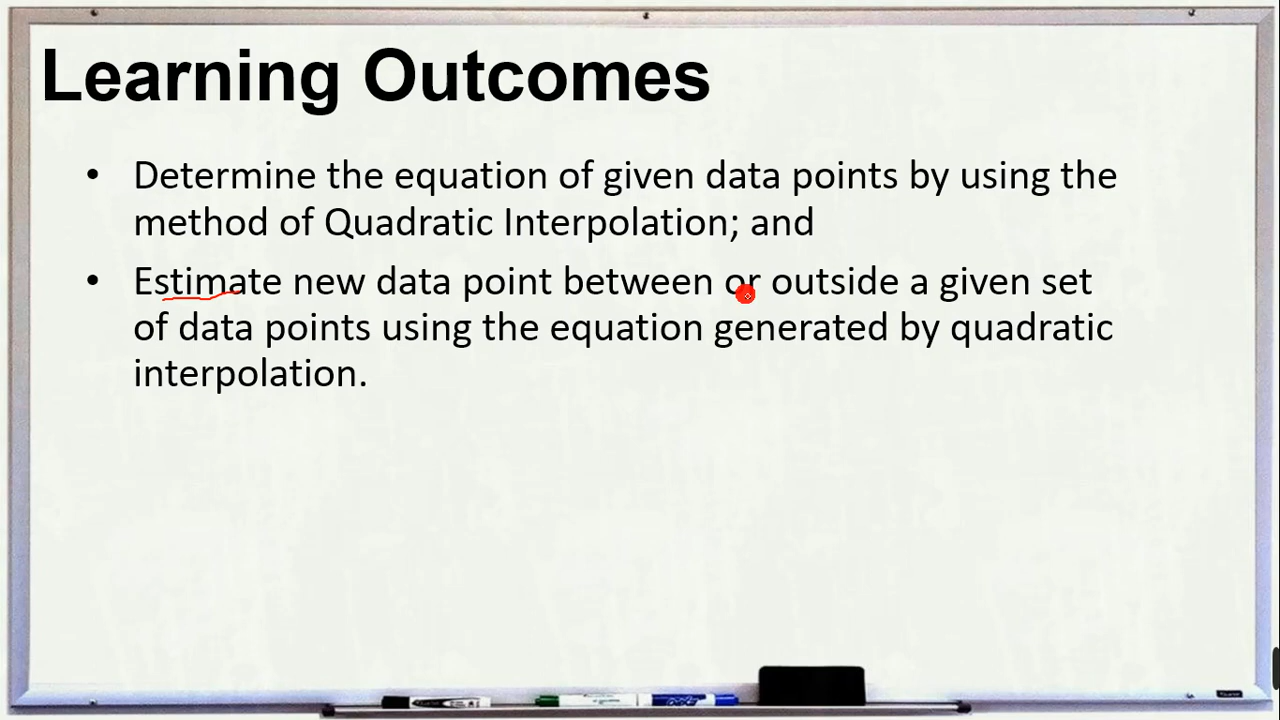 Learning Outcomes
• Determine the equation of given data points by using the
method of Quadratic Interpolation; and
• Estimate new data point between or outside a given set
of data points using the equation generated by quadratic
interpolation.